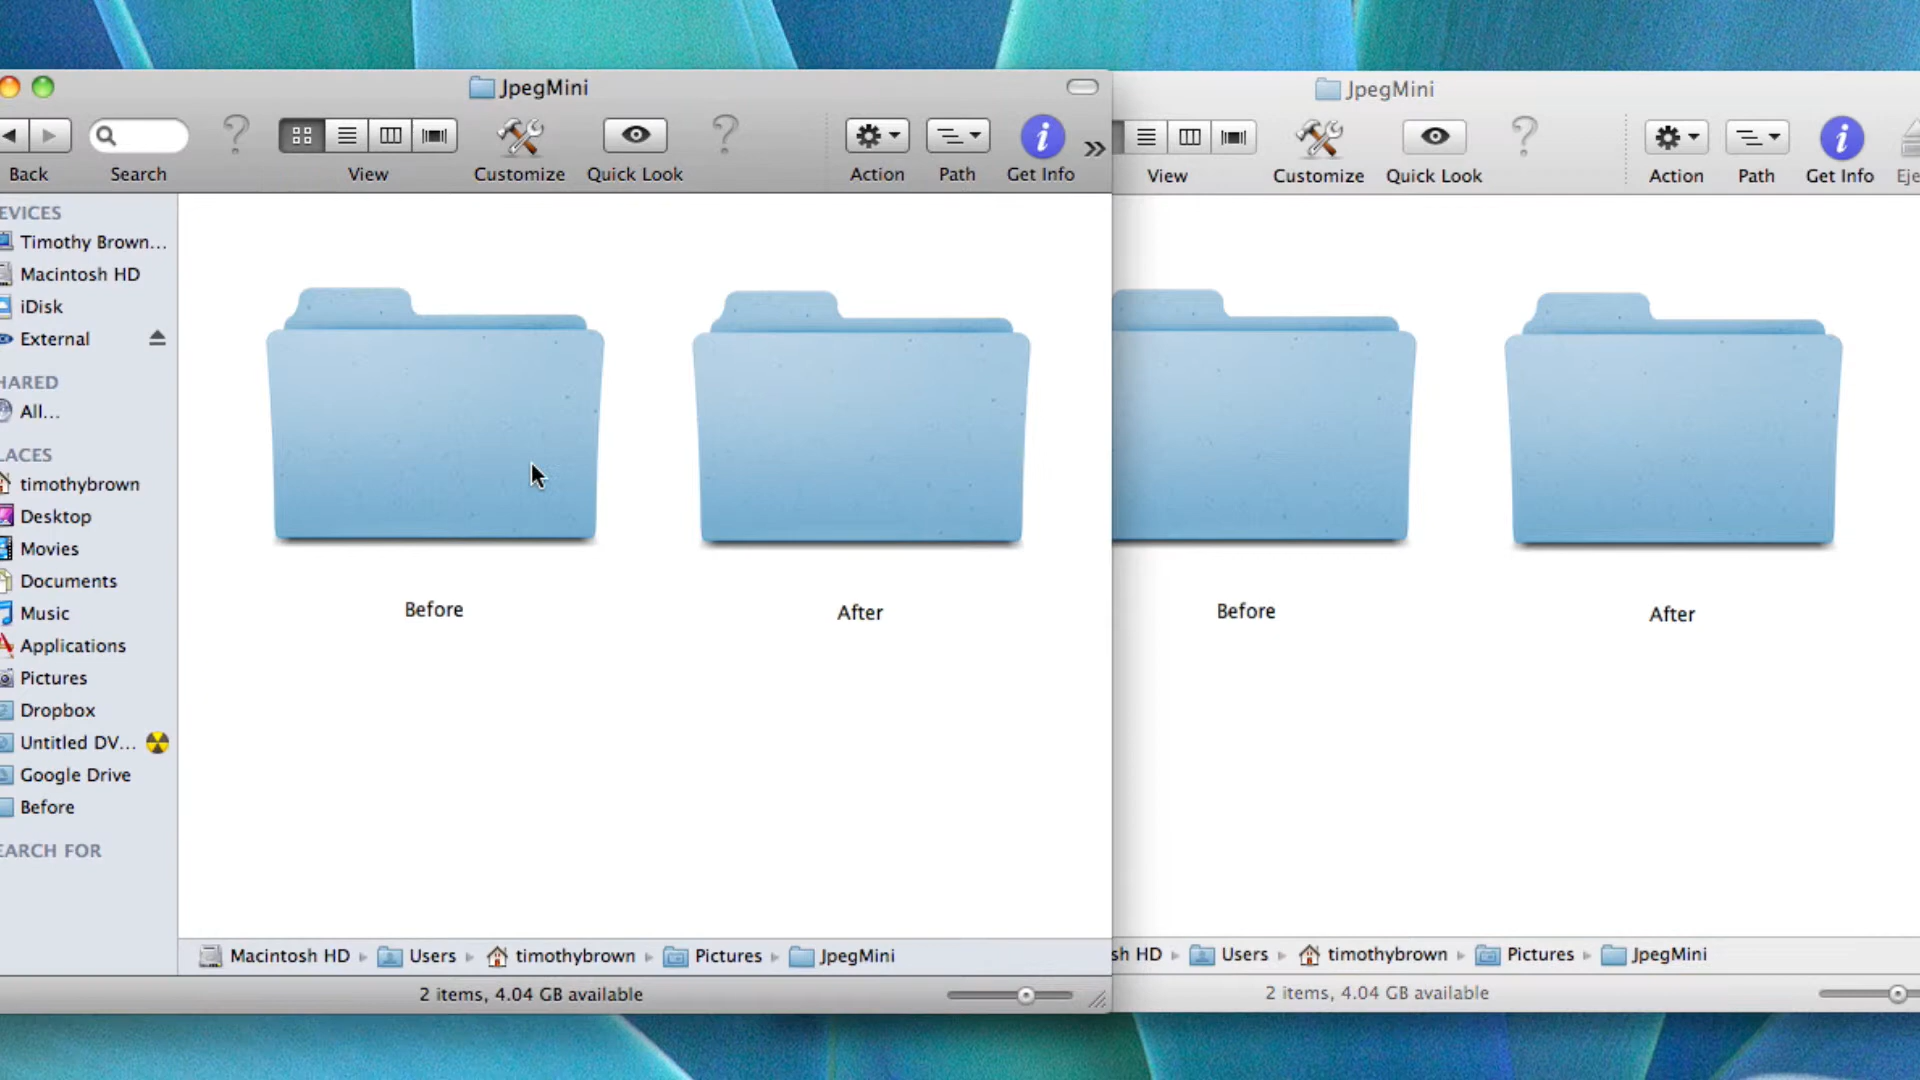 JpegMini
Back
Search
View
Customize
Quick Look
Action
Path
Get Info
EVICES
Timothy Brown...
Macintosh HD
iDisk
External
HARED
All...
LACES
timothybrown
Desktop
Movies
Documents
Music
Applications
Pictures
Dropbox
Untitled DV...
Google Drive
Before
EARCH FOR
Before
After
Macintosh HD Users timothybrown Pictures JpegMini
2 items, 4.04 GB available
JpegMini
View
Customize
Quick Look
Action
Path
Get Info
Eje
Before
After
sh HD Users timothybrown Pictures JpegMini
2 items, 4.04 GB available